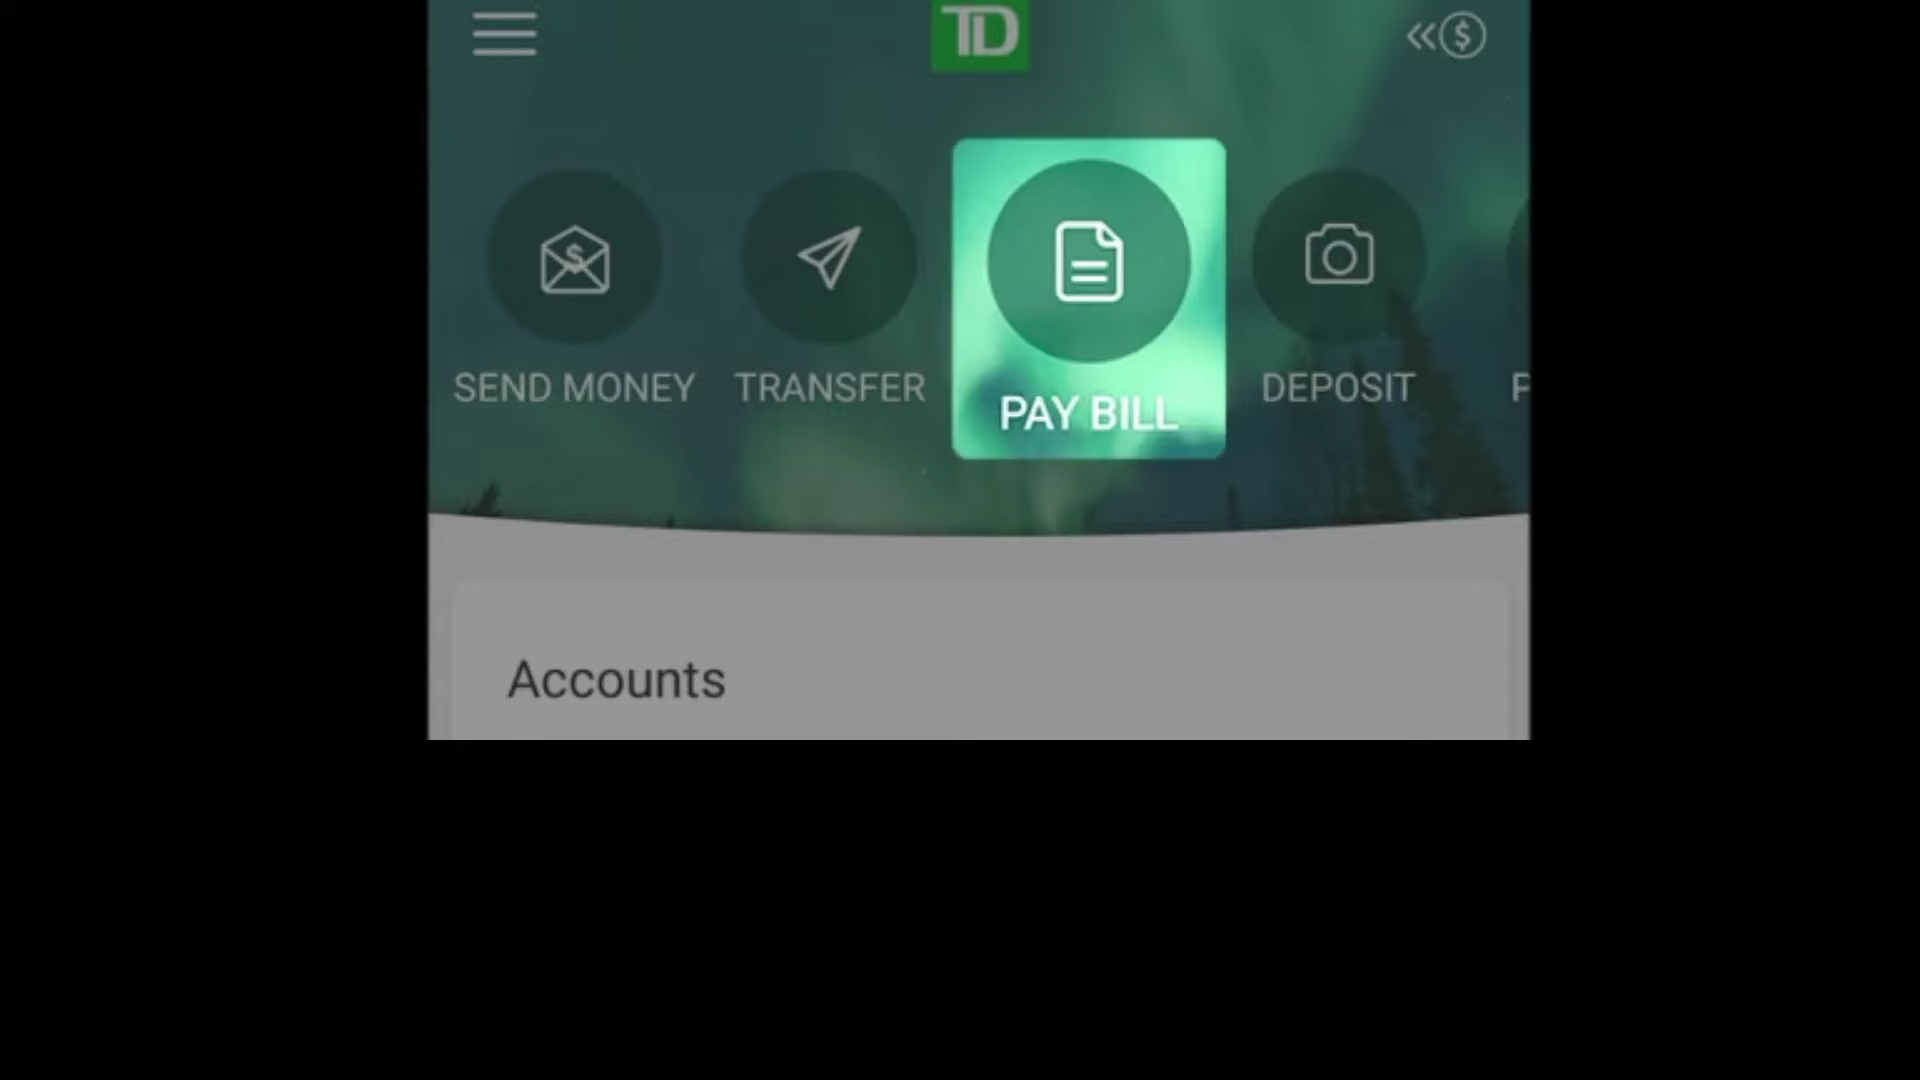 TD
SEND MONEY
TRANSFER
PAY BILL
DEPOSIT
P
Accounts